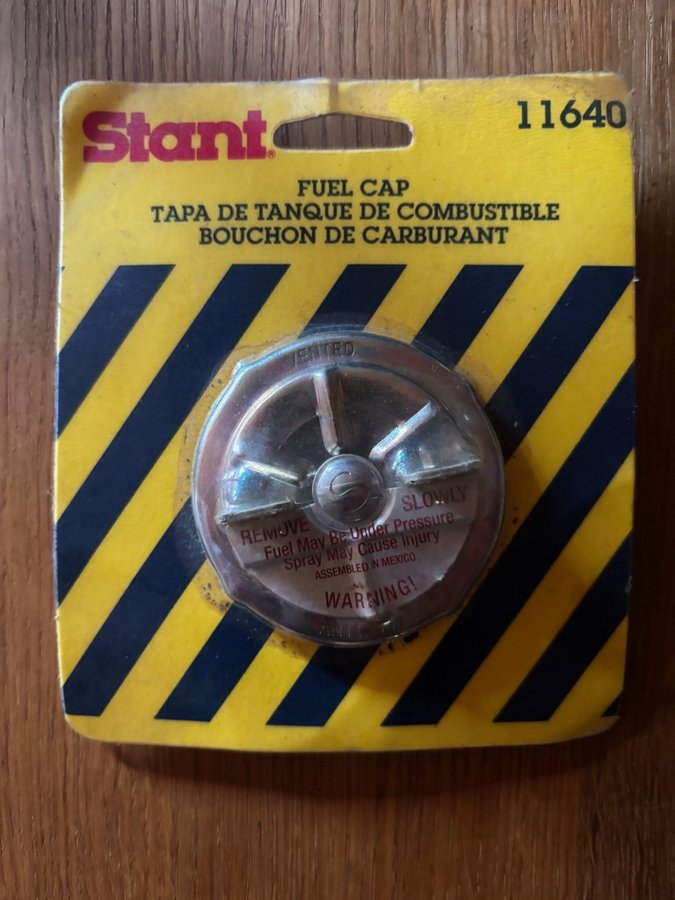 Stant®
11640
FUEL CAP
TAPA DE TANQUE DE COMBUSTIBLE
BOUCHON DE CARBURANT
VENTED
S
REMOVE SLOWLY
Fuel May Be Under Pressure
Spray May Cause Injury
ASSEMBLED IN MEXICO
WARNING!